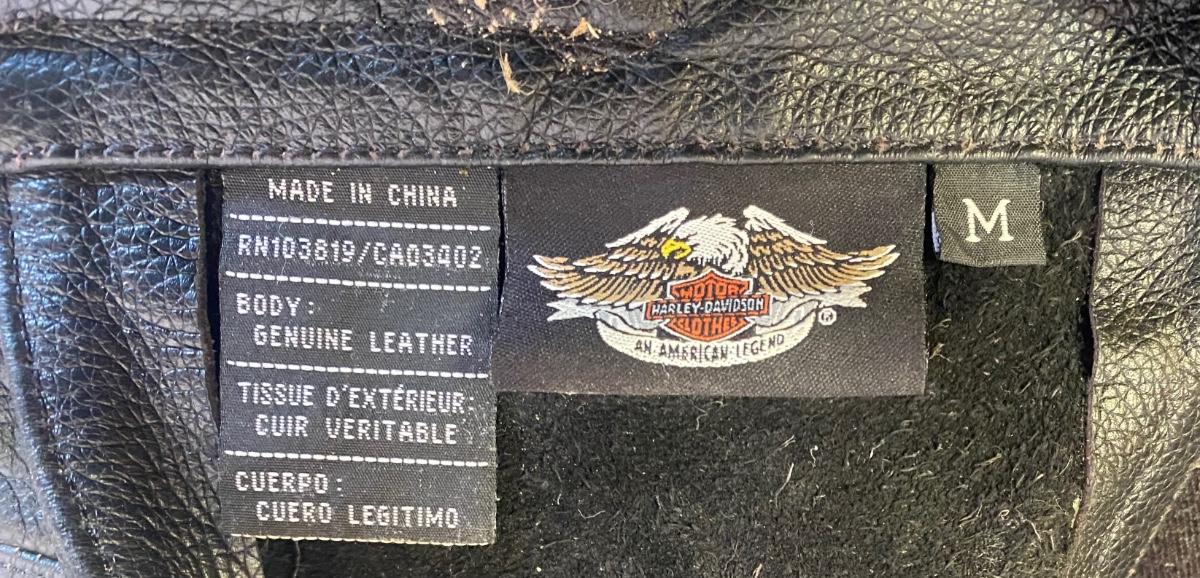 MADE IN CHINA
RN103819/CA03402
BODY:
GENUINE LEATHER
TISSUE D'EXTÉRIEUR:
CUIR VERITABLE
CUERPO:
CUERO LEGITIMO
MOTOR
HARLEY-DAVIDSON
CLOTHES
AN AMERICAN LEGEND
®
M